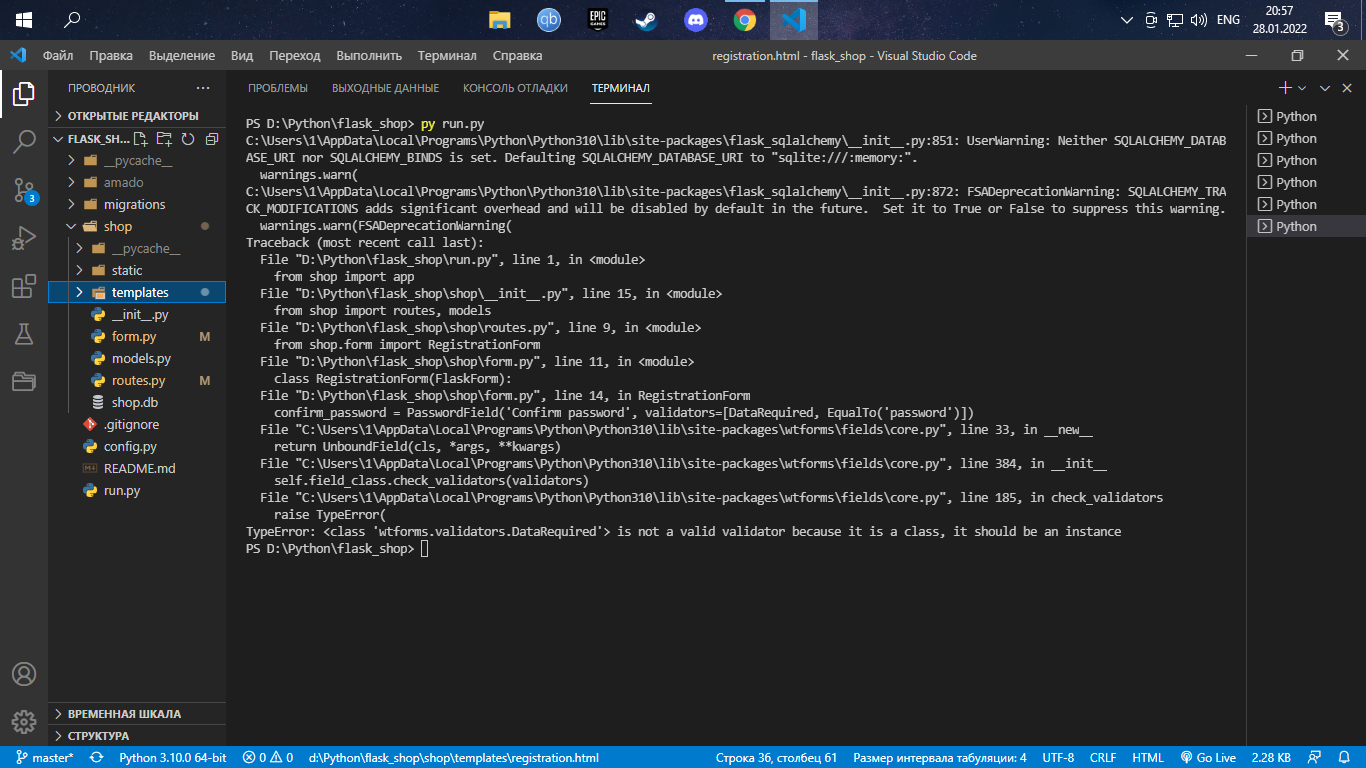 qb
EPIC GAMES
ENG
20:57
28.01.2022
3
Файл Правка Выделение Вид Переход Выполнить Терминал Справка
registration.html - flask_shop - Visual Studio Code
ПРОВОДНИК
ПРОБЛЕМЫ ВЫХОДНЫЕ ДАННЫЕ КОНСОЛЬ ОТЛАДКИ ТЕРМИНАЛ
ОТКРЫТЫЕ РЕДАКТОРЫ
FLASK_SH...
__pycache__
amado
migrations
shop
__pycache__
static
templates
__init__.py
form.py M
models.py
routes.py M
shop.db
.gitignore
config.py
README.md
run.py
ВРЕМЕННАЯ ШКАЛА
СТРУКТУРА
3
PS D:\Python\flask_shop> py run.py
C:\Users\1\AppData\Local\Programs\Python\Python310\lib\site-packages\flask_sqlalchemy\__init__.py:851: UserWarning: Neither SQLALCHEMY_DATAB
ASE_URI nor SQLALCHEMY_BINDS is set. Defaulting SQLALCHEMY_DATABASE_URI to "sqlite:///:memory:".
warnings.warn(
C:\Users\1\AppData\Local\Programs\Python\Python310\lib\site-packages\flask_sqlalchemy\__init__.py:872: FSADeprecationWarning: SQLALCHEMY_TRA
CK_MODIFICATIONS adds significant overhead and will be disabled by default in the future.  Set it to True or False to suppress this warning.
warnings.warn(FSADeprecationWarning(
Traceback (most recent call last):
File "D:\Python\flask_shop\run.py", line 1, in <module>
from shop import app
File "D:\Python\flask_shop\shop\__init__.py", line 15, in <module>
from shop import routes, models
File "D:\Python\flask_shop\shop\routes.py", line 9, in <module>
from shop.form import RegistrationForm
File "D:\Python\flask_shop\shop\form.py", line 11, in <module>
class RegistrationForm(FlaskForm):
File "D:\Python\flask_shop\shop\form.py", line 14, in RegistrationForm
confirm_password = PasswordField('Confirm password', validators=[DataRequired, EqualTo('password')])
File "C:\Users\1\AppData\Local\Programs\Python\Python310\lib\site-packages\wtforms\fields\core.py", line 33, in __new__
return UnboundField(cls, *args, **kwargs)
File "C:\Users\1\AppData\Local\Programs\Python\Python310\lib\site-packages\wtforms\fields\core.py", line 384, in __init__
self.field_class.check_validators(validators)
File "C:\Users\1\AppData\Local\Programs\Python\Python310\lib\site-packages\wtforms\fields\core.py", line 185, in check_validators
raise TypeError(
TypeError: <class 'wtforms.validators.DataRequired'> is not a valid validator because it is a class, it should be an instance
PS D:\Python\flask_shop>
Python
Python
Python
Python
Python
Python
master* Python 3.10.0 64-bit 0 0 d:\Python\flask_shop\shop\templates\registration.html Строка 36, столбец 61 Размер интервала табуляции: 4 UTF-8 CRLF HTML Go Live 2.28 KB